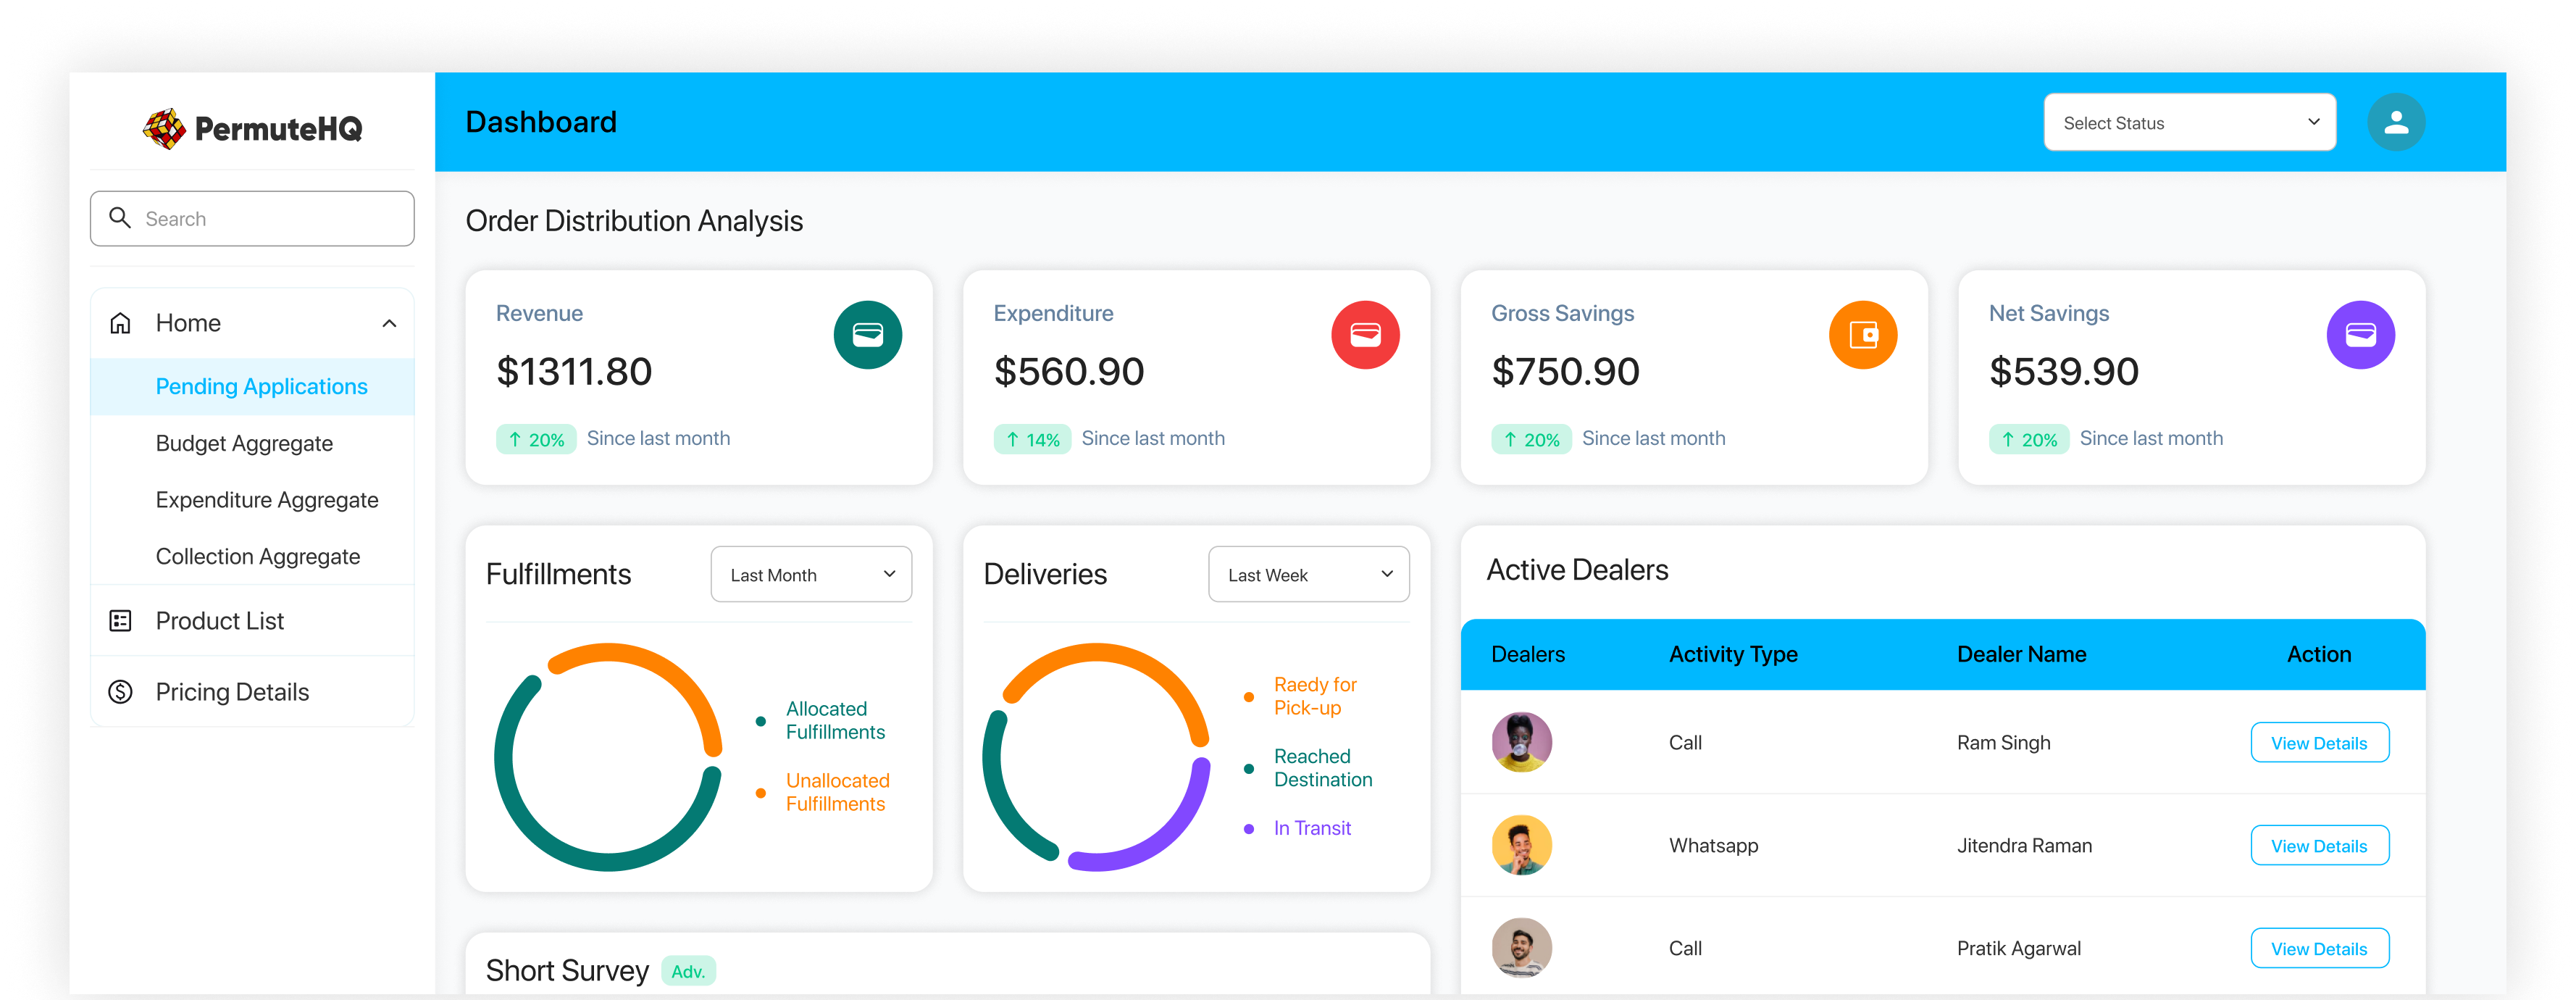 PermuteHQ
Search
Home
Pending Applications
Budget Aggregate
Expenditure Aggregate
Collection Aggregate
Product List
Pricing Details
Dashboard
Select Status
Order Distribution Analysis
Revenue
$1311.80
↑ 20% Since last month
Expenditure
$560.90
↑ 14% Since last month
Gross Savings
$750.90
↑ 20% Since last month
Net Savings
$539.90
↑ 20% Since last month
Fulfillments
Last Month
Allocated
Fulfillments
Unallocated
Fulfillments
Deliveries
Last Week
Raedy for
Pick-up
Reached
Destination
In Transit
Active Dealers
Dealers Activity Type Dealer Name Action
Call Ram Singh View Details
Whatsapp Jitendra Raman View Details
Call Pratik Agarwal View Details
Short Survey Adv.